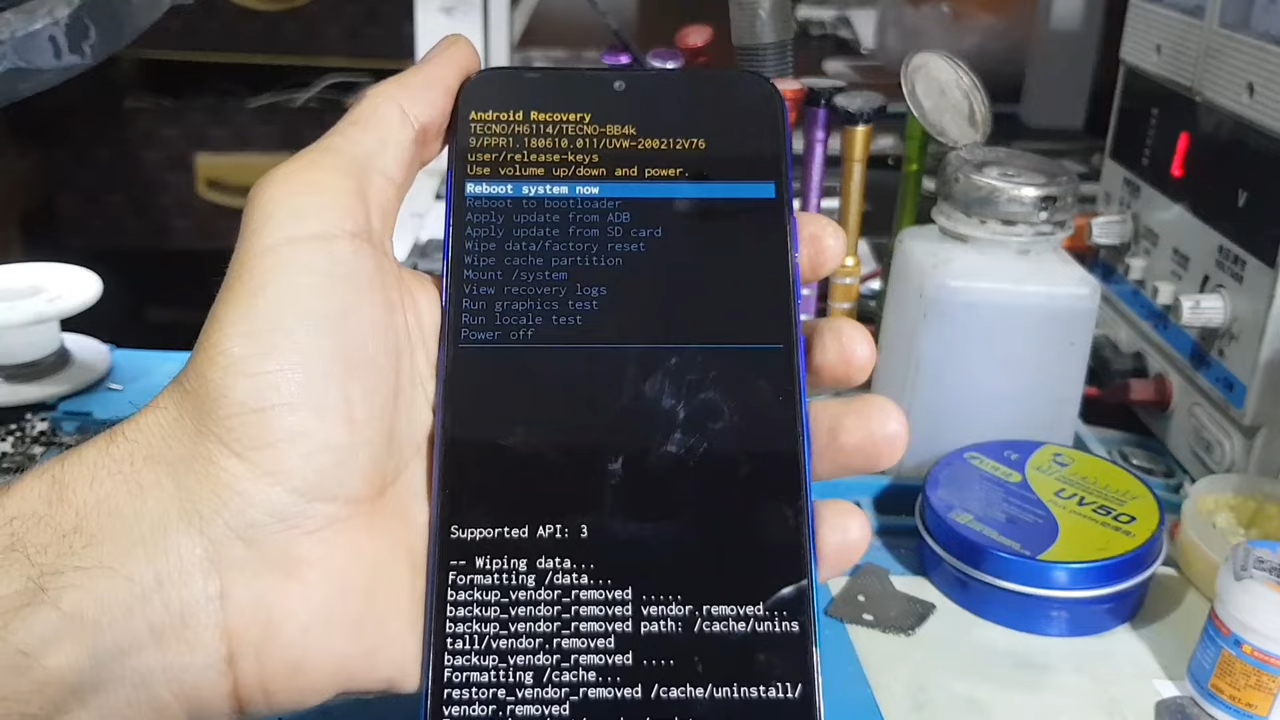 Android Recovery
TECNO/H6114/TECNO-BB4k
9/PPR1.180610.011/UVW-200212V76
user/release-keys
Use volume up/down and power.
Reboot system now
Reboot to bootloader
Apply update from ADB
Apply update from SD card
Wipe data/factory reset
Wipe cache partition
Mount /system
View recovery logs
Run graphics test
Run locale test
Power off
Supported API: 3
-- Wiping data...
Formatting /data...
backup_vendor_removed .....
backup_vendor_removed vendor.removed...
backup_vendor_removed path: /cache/unins
tall/vendor.removed
backup_vendor_removed ....
Formatting /cache...
restore_vendor_removed /cache/uninstall/
vendor.removed
UV50
V